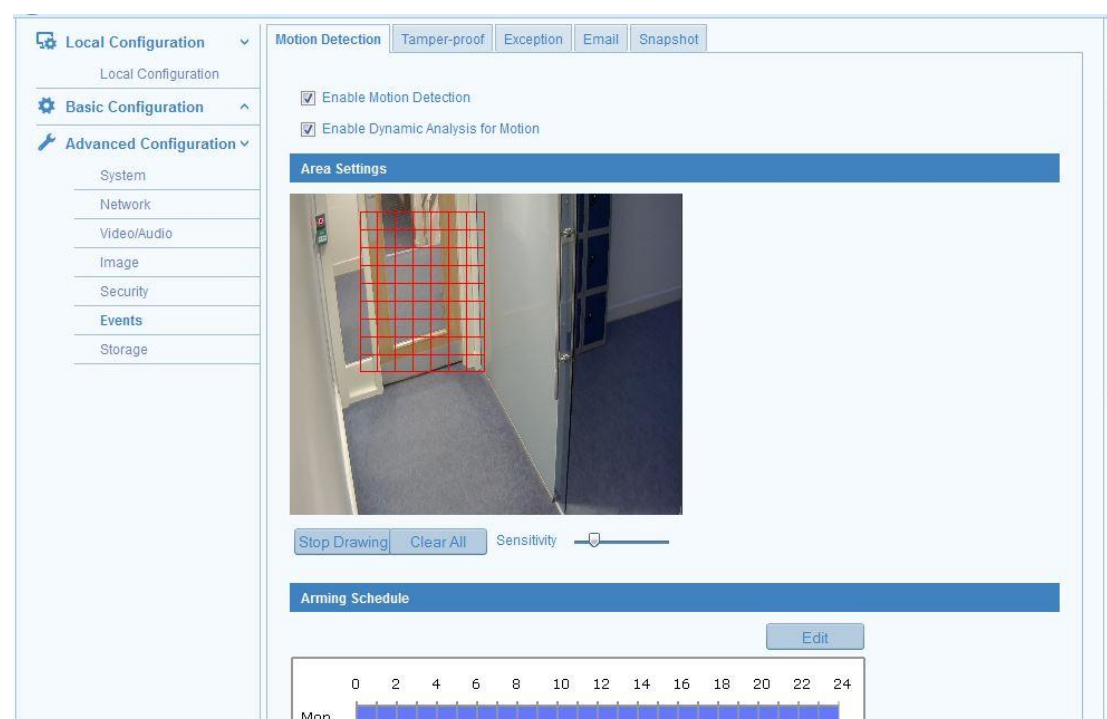 Local Configuration
Local Configuration
Basic Configuration
Advanced Configuration
System
Network
Video/Audio
Image
Security
Events
Storage
Motion Detection Tamper-proof Exception Email Snapshot
Enable Motion Detection
Enable Dynamic Analysis for Motion
Area Settings
Stop Drawing Clear All Sensitivity
Arming Schedule
Edit
0 2 4 6 8 10 12 14 16 18 20 22 24
Mon